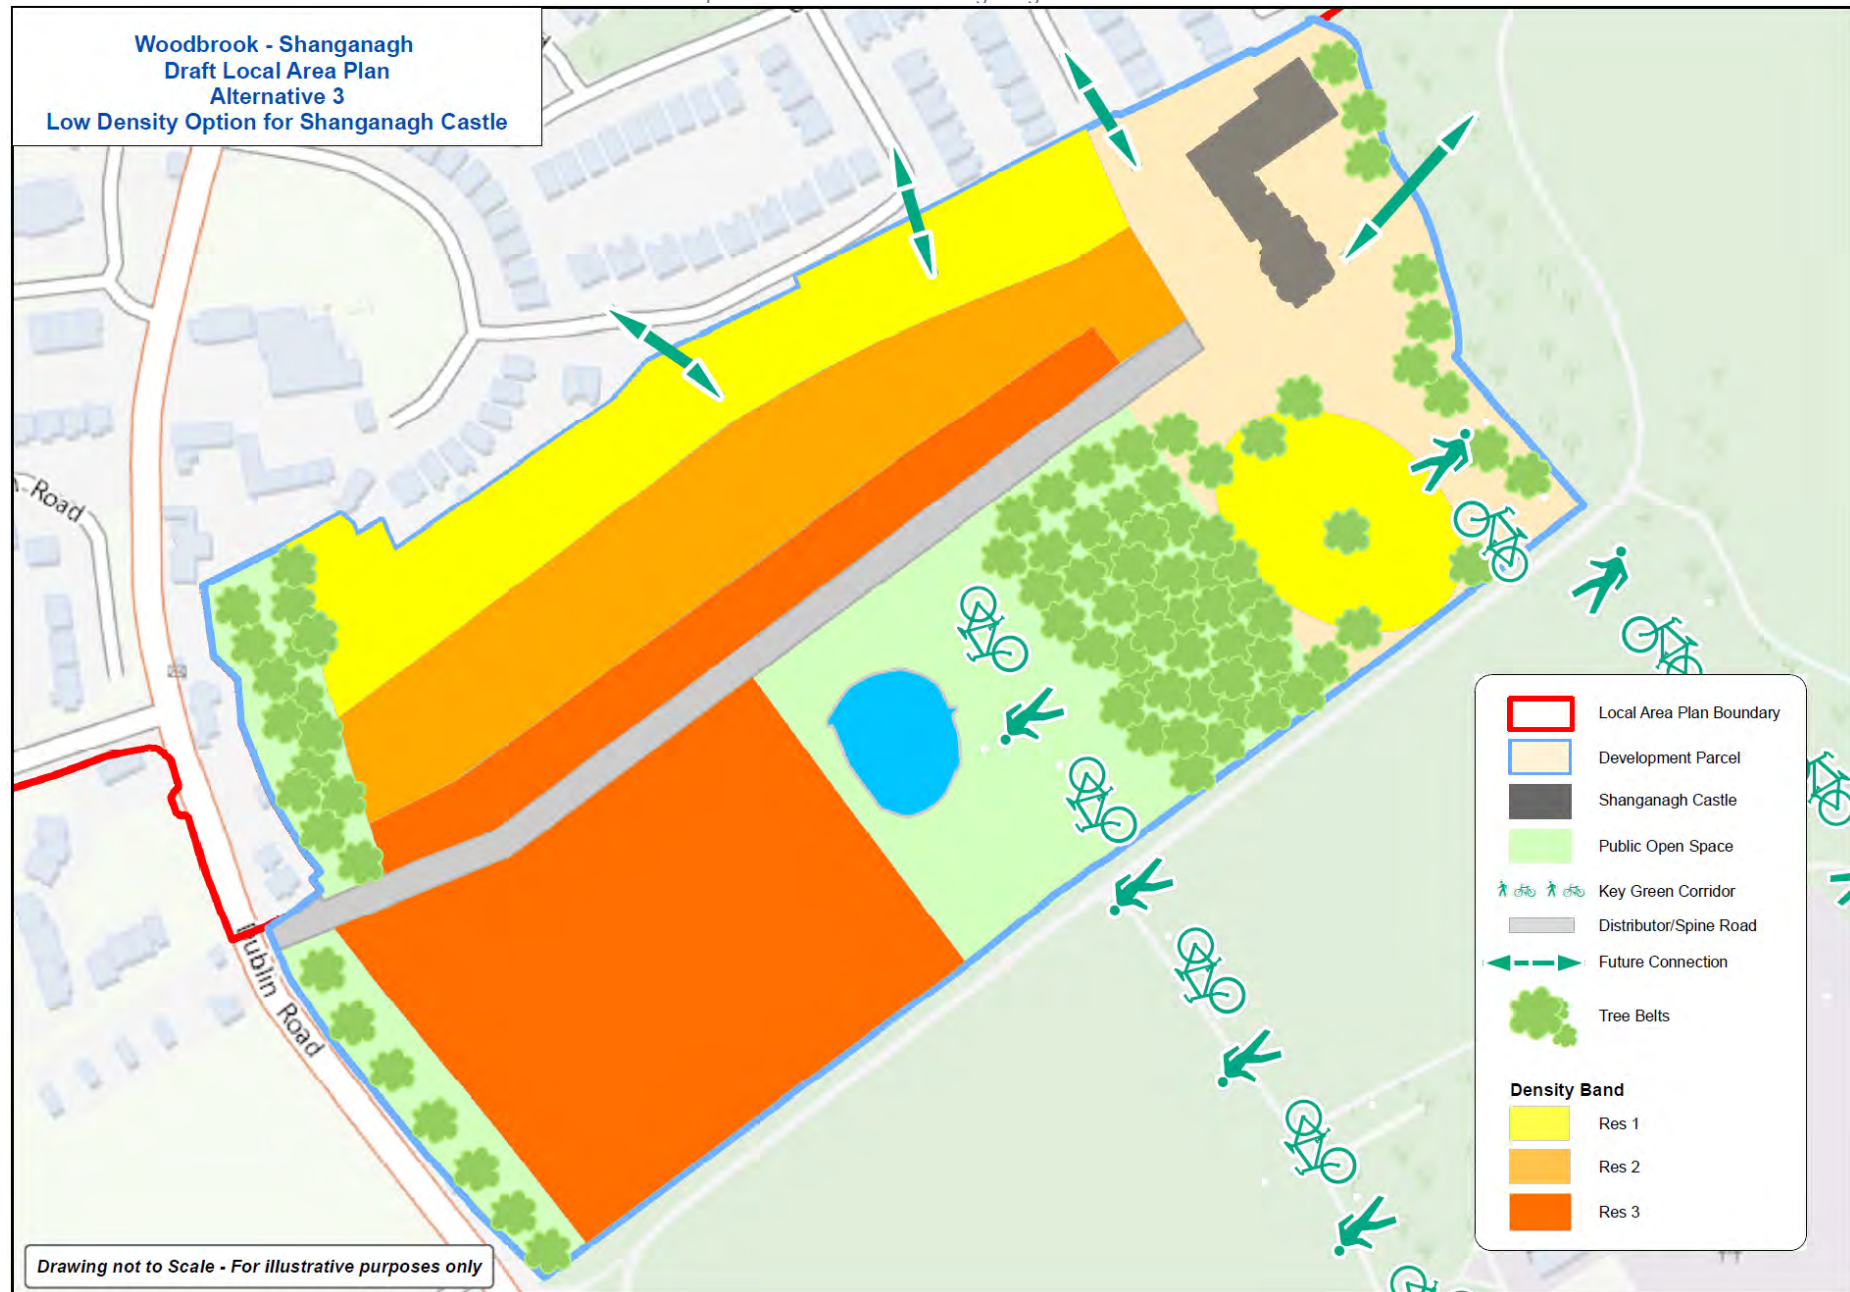 Woodbrook - Shanganagh
Draft Local Area Plan
Alternative 3
Low Density Option for Shanganagh Castle
Road
Dublin Road
Local Area Plan Boundary
Development Parcel
Shanganagh Castle
Public Open Space
Key Green Corridor
Distributor/Spine Road
Future Connection
Tree Belts
Density Band
Res 1
Res 2
Res 3
Drawing not to Scale - For illustrative purposes only